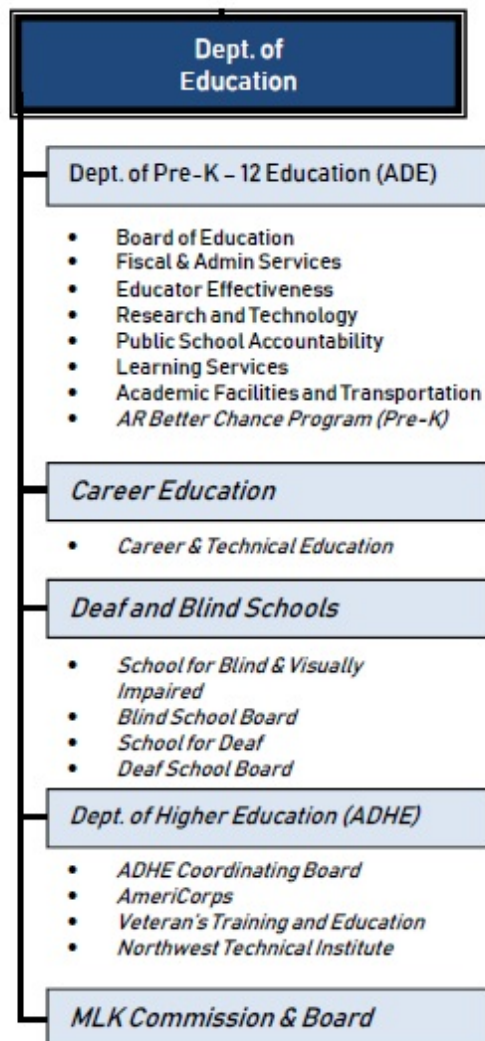 Dept. of
Education
Dept. of Pre-K – 12 Education (ADE)
• Board of Education
• Fiscal & Admin Services
• Educator Effectiveness
• Research and Technology
• Public School Accountability
• Learning Services
• Academic Facilities and Transportation
• AR Better Chance Program (Pre-K)
Career Education
• Career & Technical Education
Deaf and Blind Schools
• School for Blind & Visually
Impaired
• Blind School Board
• School for Deaf
• Deaf School Board
Dept. of Higher Education (ADHE)
• ADHE Coordinating Board
• AmeriCorps
• Veteran's Training and Education
• Northwest Technical Institute
MLK Commission & Board